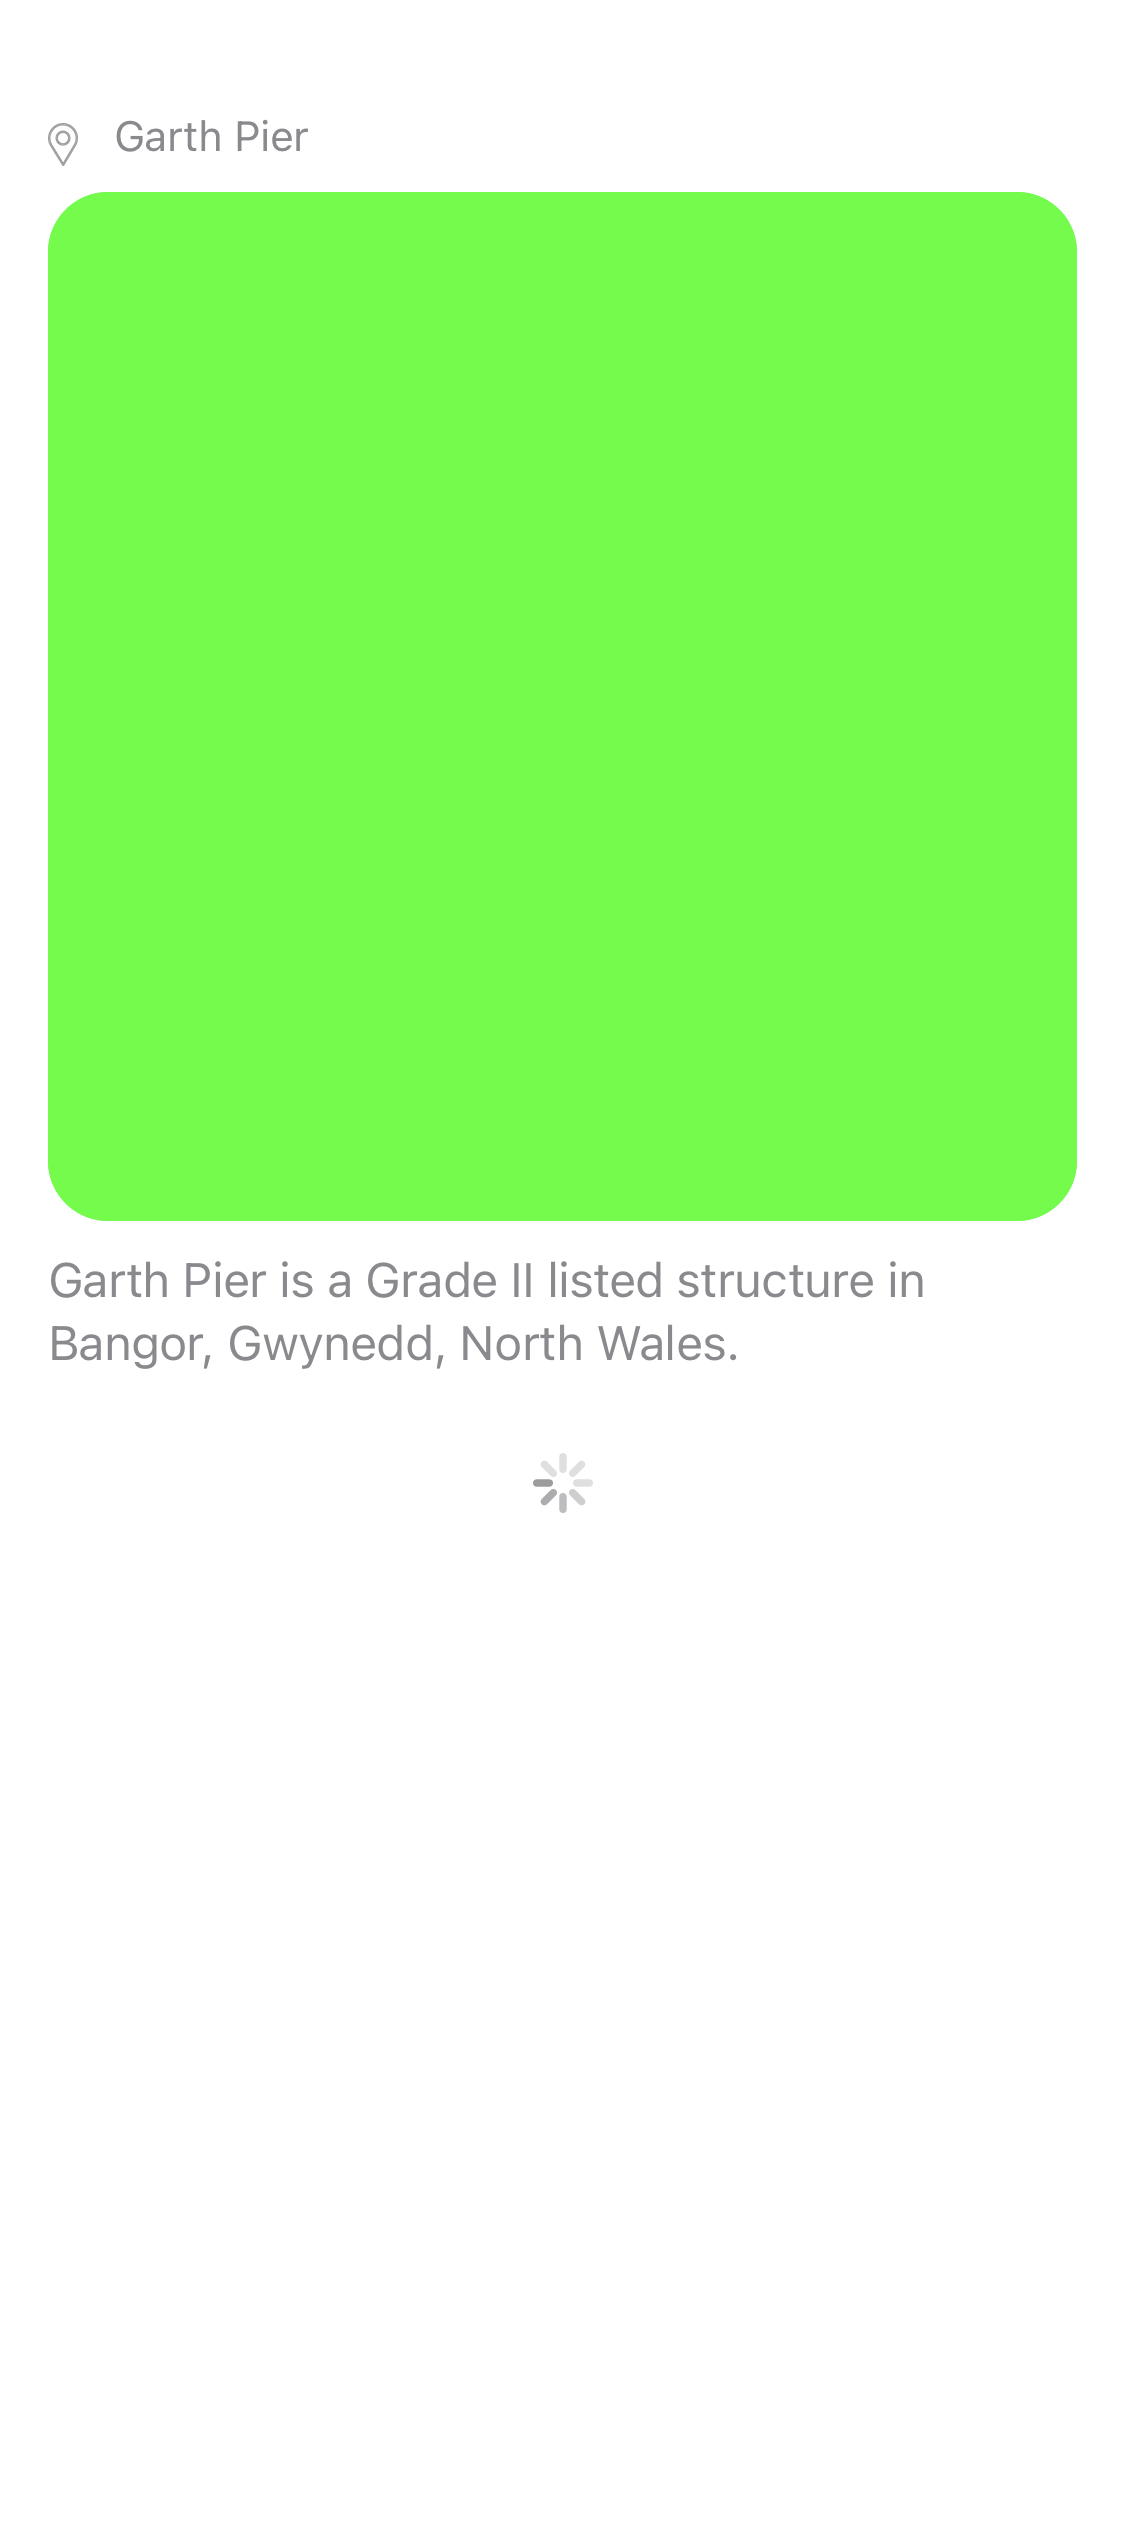 Garth Pier
Garth Pier is a Grade II listed structure in
Bangor, Gwynedd, North Wales.